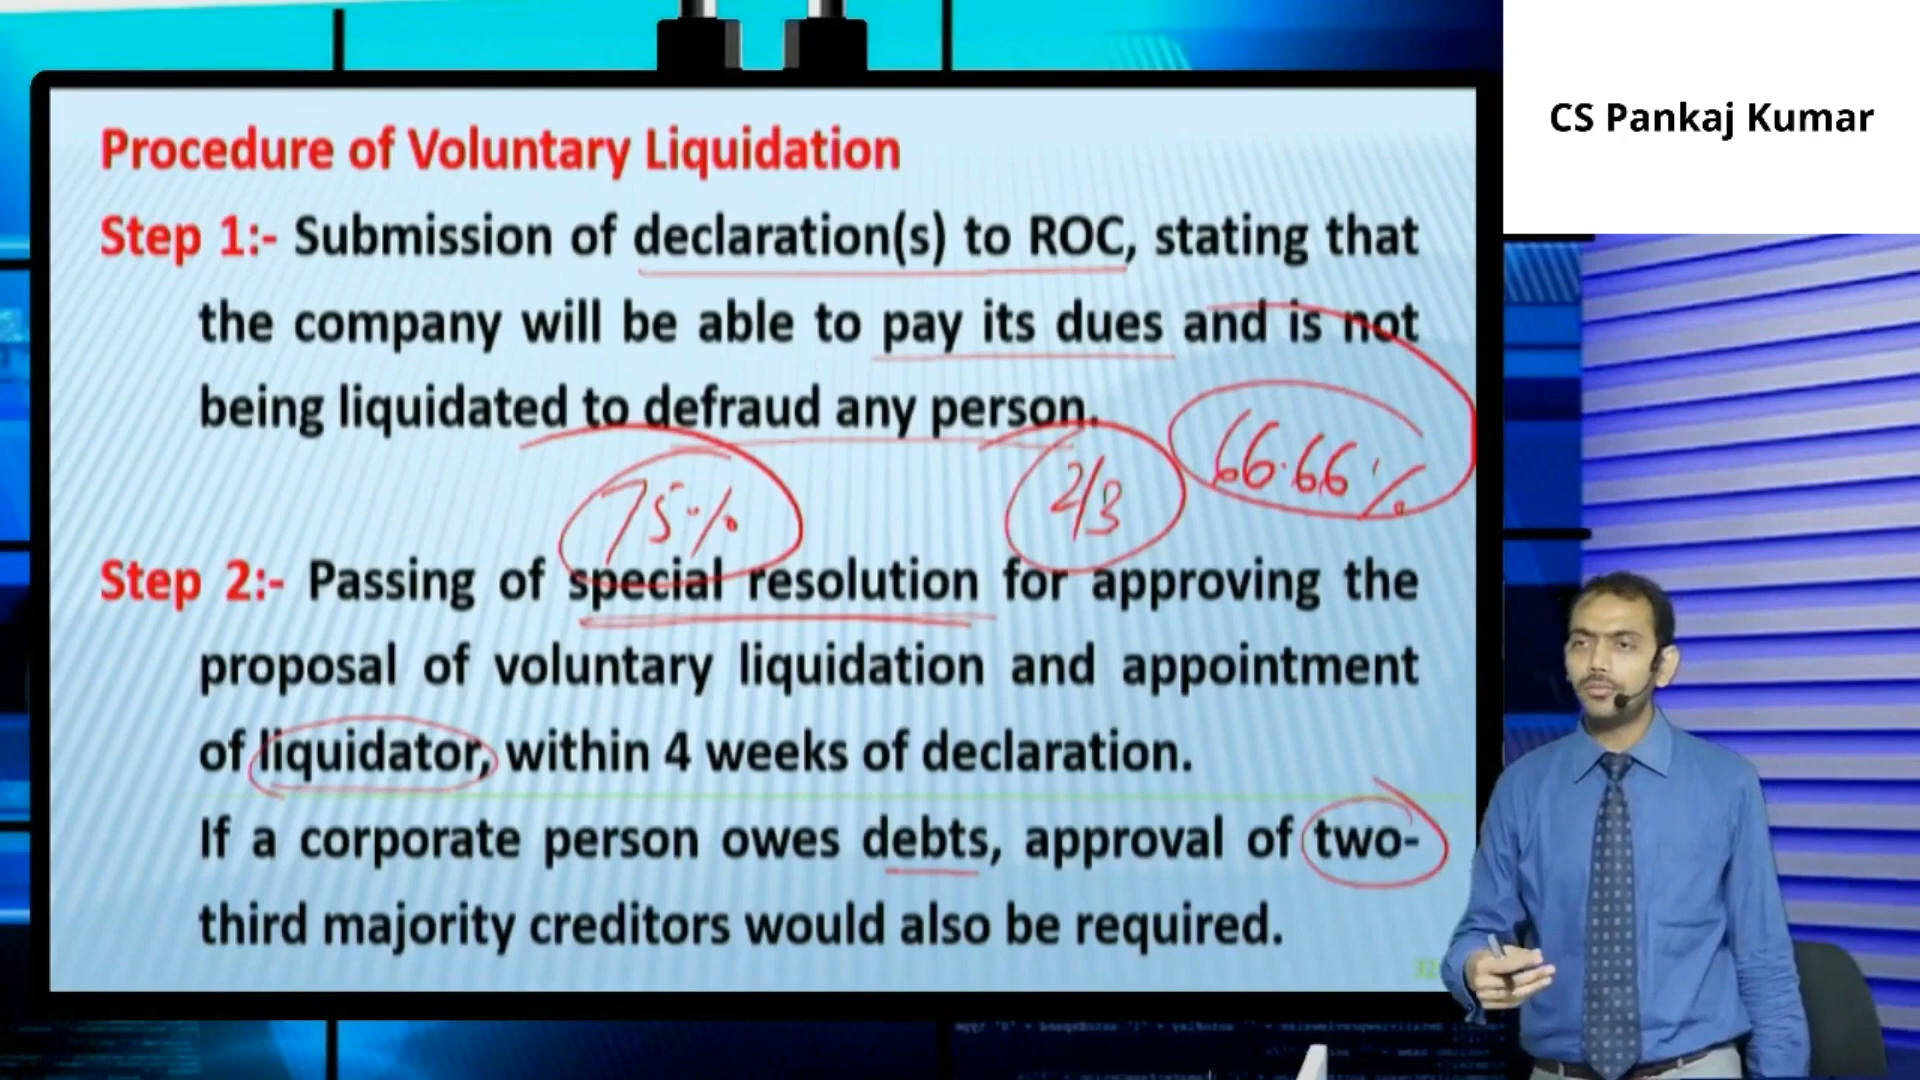 CS Pankaj Kumar
Procedure of Voluntary Liquidation
Step 1:- Submission of declaration(s) to ROC, stating that
the company will be able to pay its dues and is not
being liquidated to defraud any person.
75% 2/3 66.66%
Step 2:- Passing of special resolution for approving the
proposal of voluntary liquidation and appointment
of liquidator, within 4 weeks of declaration.
If a corporate person owes debts, approval of two-
third majority creditors would also be required.